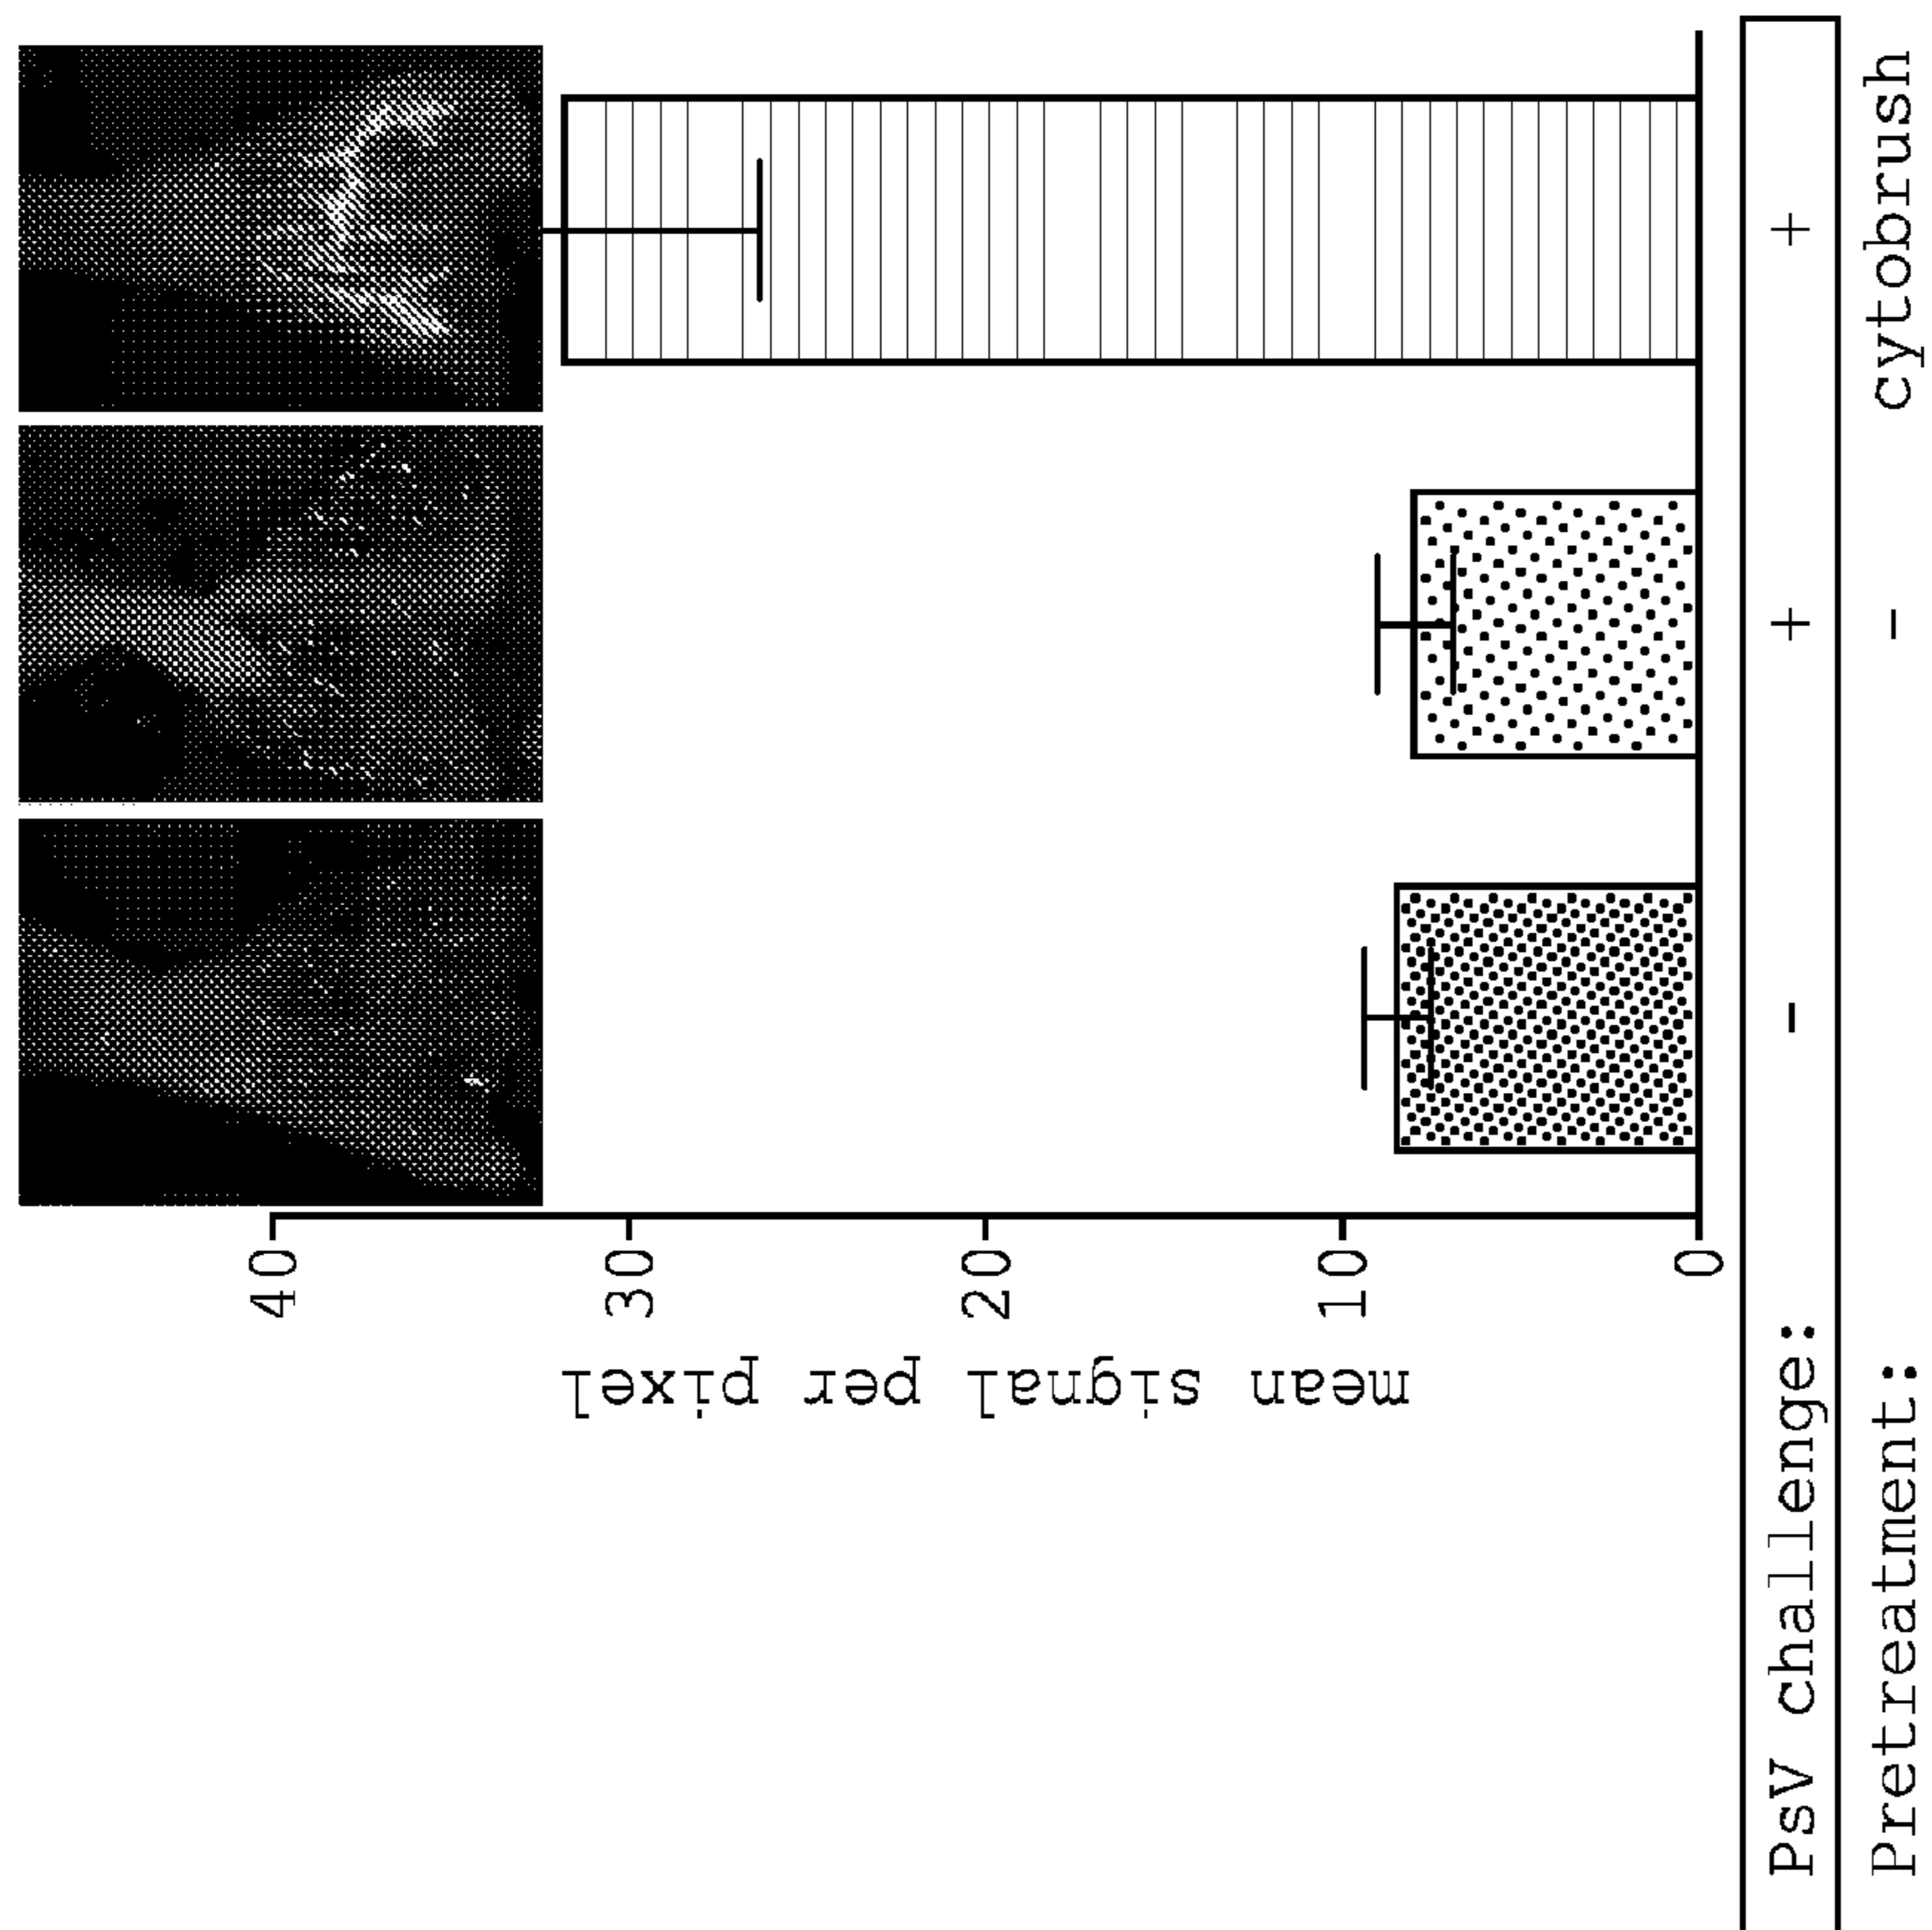 mean signal per pixel
40
30
20
10
0
PsV challenge: - + +
Pretreatment: - cytobrush